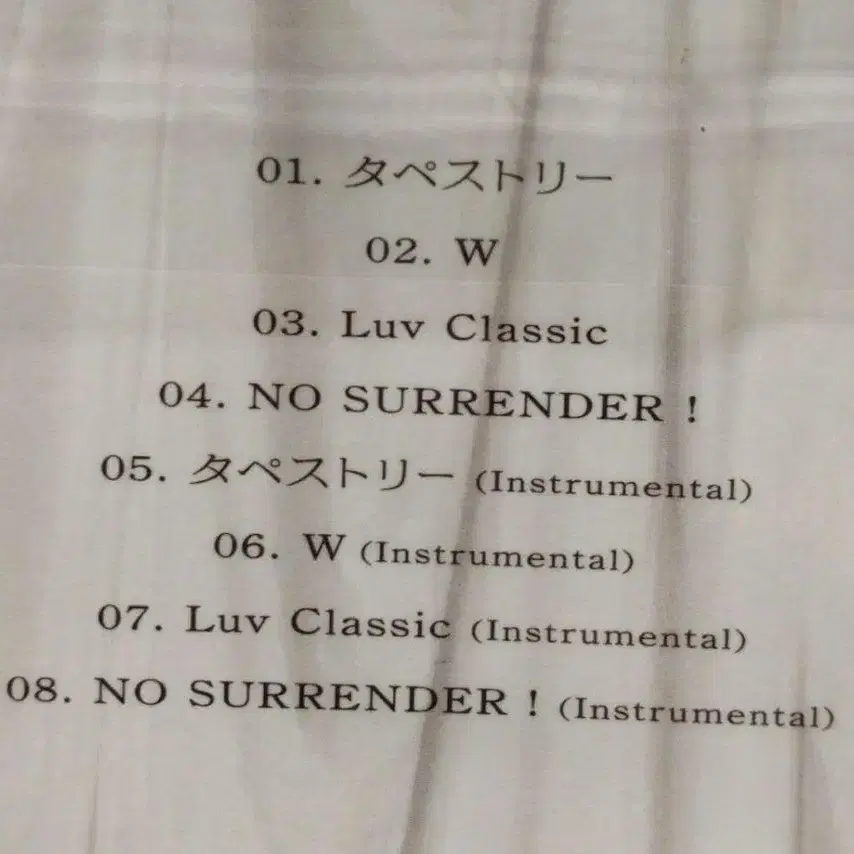 01. タペストリー
02. W
03. Luv Classic
04. NO SURRENDER !
05. タペストリー (Instrumental)
06. W (Instrumental)
07. Luv Classic (Instrumental)
08. NO SURRENDER ! (Instrumental)